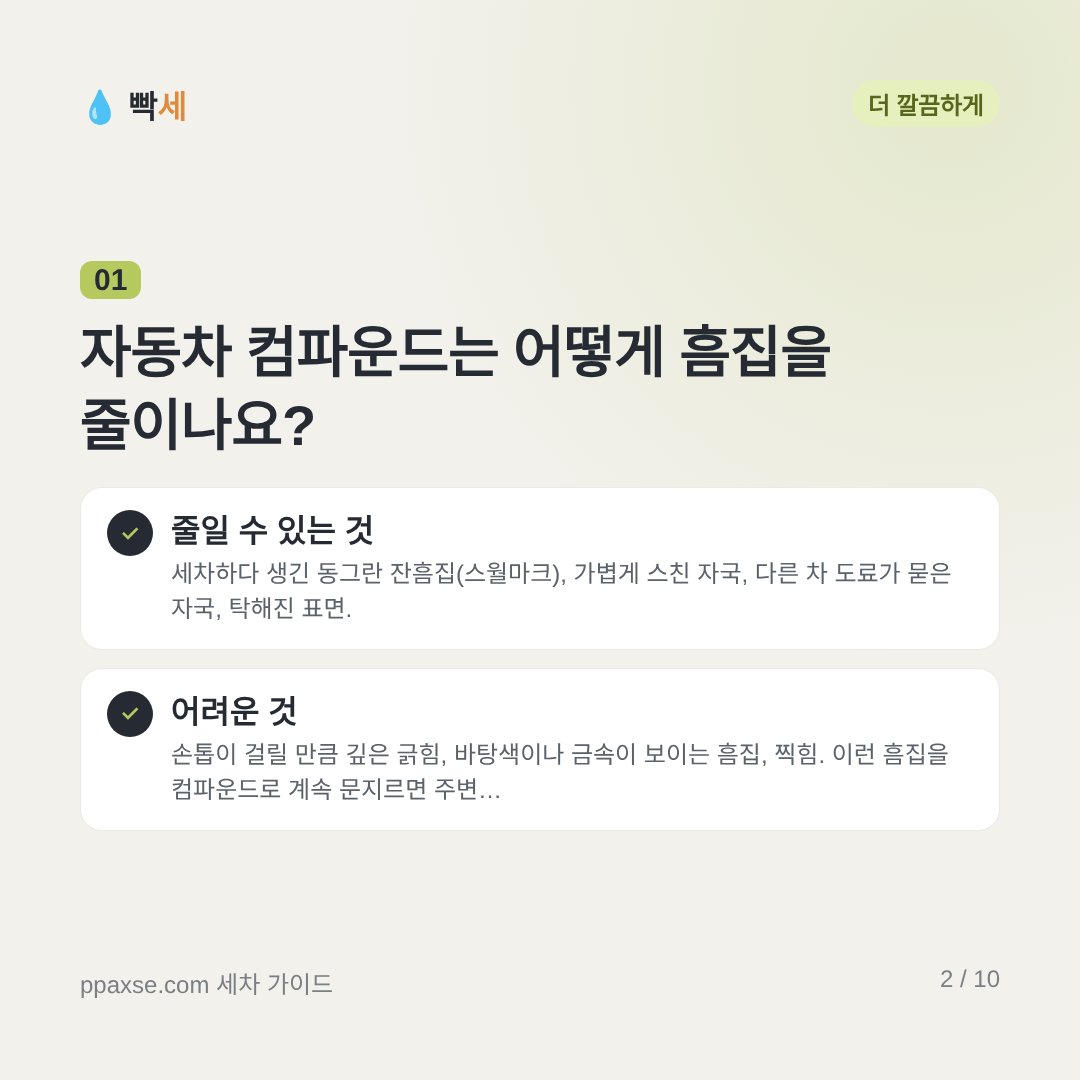 빡세
더 깔끔하게
01
자동차 컴파운드는 어떻게 흠집을
줄이나요?
줄일 수 있는 것
세차하다 생긴 동그란 잔흠집(스월마크), 가볍게 스친 자국, 다른 차 도료가 묻은
자국, 탁해진 표면.
어려운 것
손톱이 걸릴 만큼 깊은 긁힘, 바탕색이나 금속이 보이는 흠집, 찍힘. 이런 흠집을
컴파운드로 계속 문지르면 주변…
ppaxse.com 세차 가이드
2 / 10